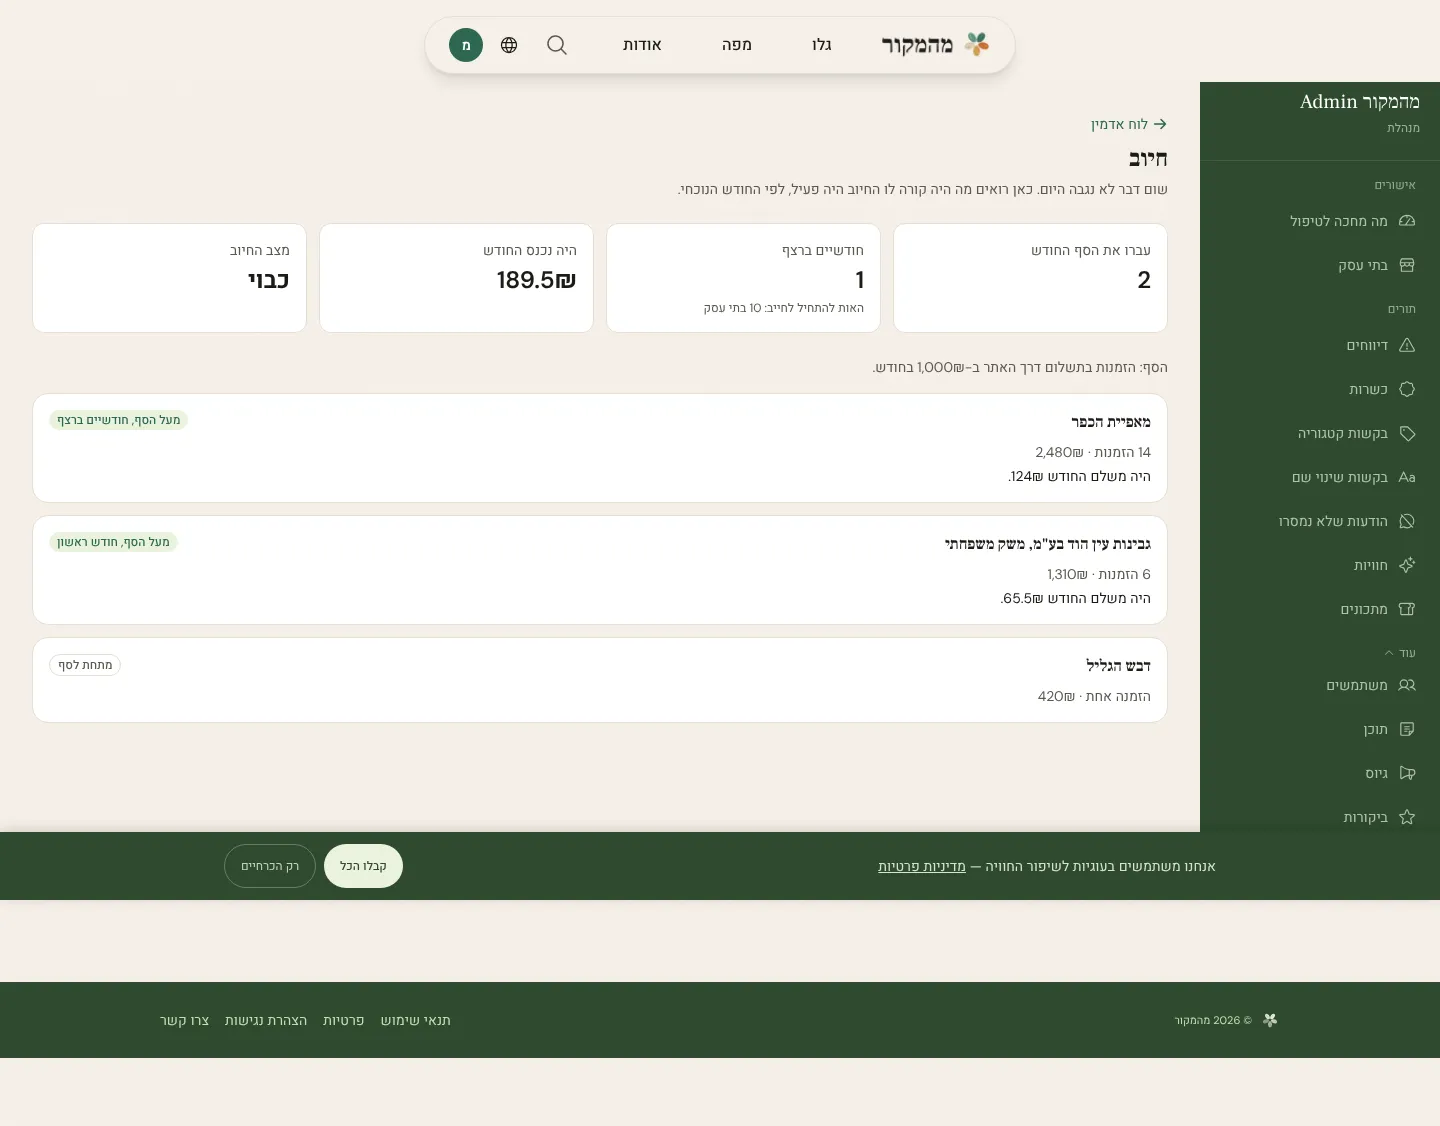 מהמקור
גלו
מפה
אודות
מ
מהמקור Admin
מנהלת
אישורים
מה מחכה לטיפול
בתי עסק
תורים
דיווחים
כשרות
בקשות קטגוריה
Aa בקשות שינוי שם
הודעות שלא נמסרו
חוויות
מתכונים
עוד
משתמשים
תוכן
גיוס
ביקורות
→ לוח אדמין
חיוב
שום דבר לא נגבה היום. כאן רואים מה היה קורה לו החיוב היה פעיל, לפי החודש הנוכחי.
עברו את הסף החודש
2
חודשיים ברצף
1
האות להתחיל לחייב: 10 בתי עסק
היה נכנס החודש
189.5₪
מצב החיוב
כבוי
הסף: הזמנות בתשלום דרך האתר ב-1,000₪ בחודש.
מאפיית הכפר
מעל הסף, חודשיים ברצף
14 הזמנות · 2,480₪
היה משלם החודש 124₪.
גבינות עין הוד בע"מ, משק משפחתי
מעל הסף, חודש ראשון
6 הזמנות · 1,310₪
היה משלם החודש 65.5₪.
דבש הגליל
מתחת לסף
הזמנה אחת · 420₪
אנחנו משתמשים בעוגיות לשיפור החוויה — מדיניות פרטיות
קבלו הכל
רק הכרחיים
© 2026 מהמקור
תנאי שימוש
פרטיות
הצהרת נגישות
צרו קשר